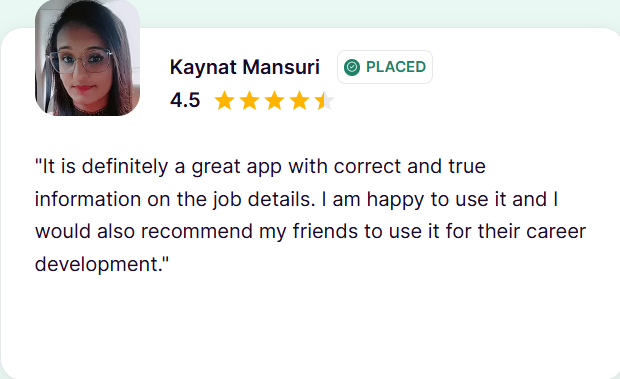 Kaynat Mansuri PLACED
4.5
"It is definitely a great app with correct and true
information on the job details. I am happy to use it and I
would also recommend my friends to use it for their career
development."